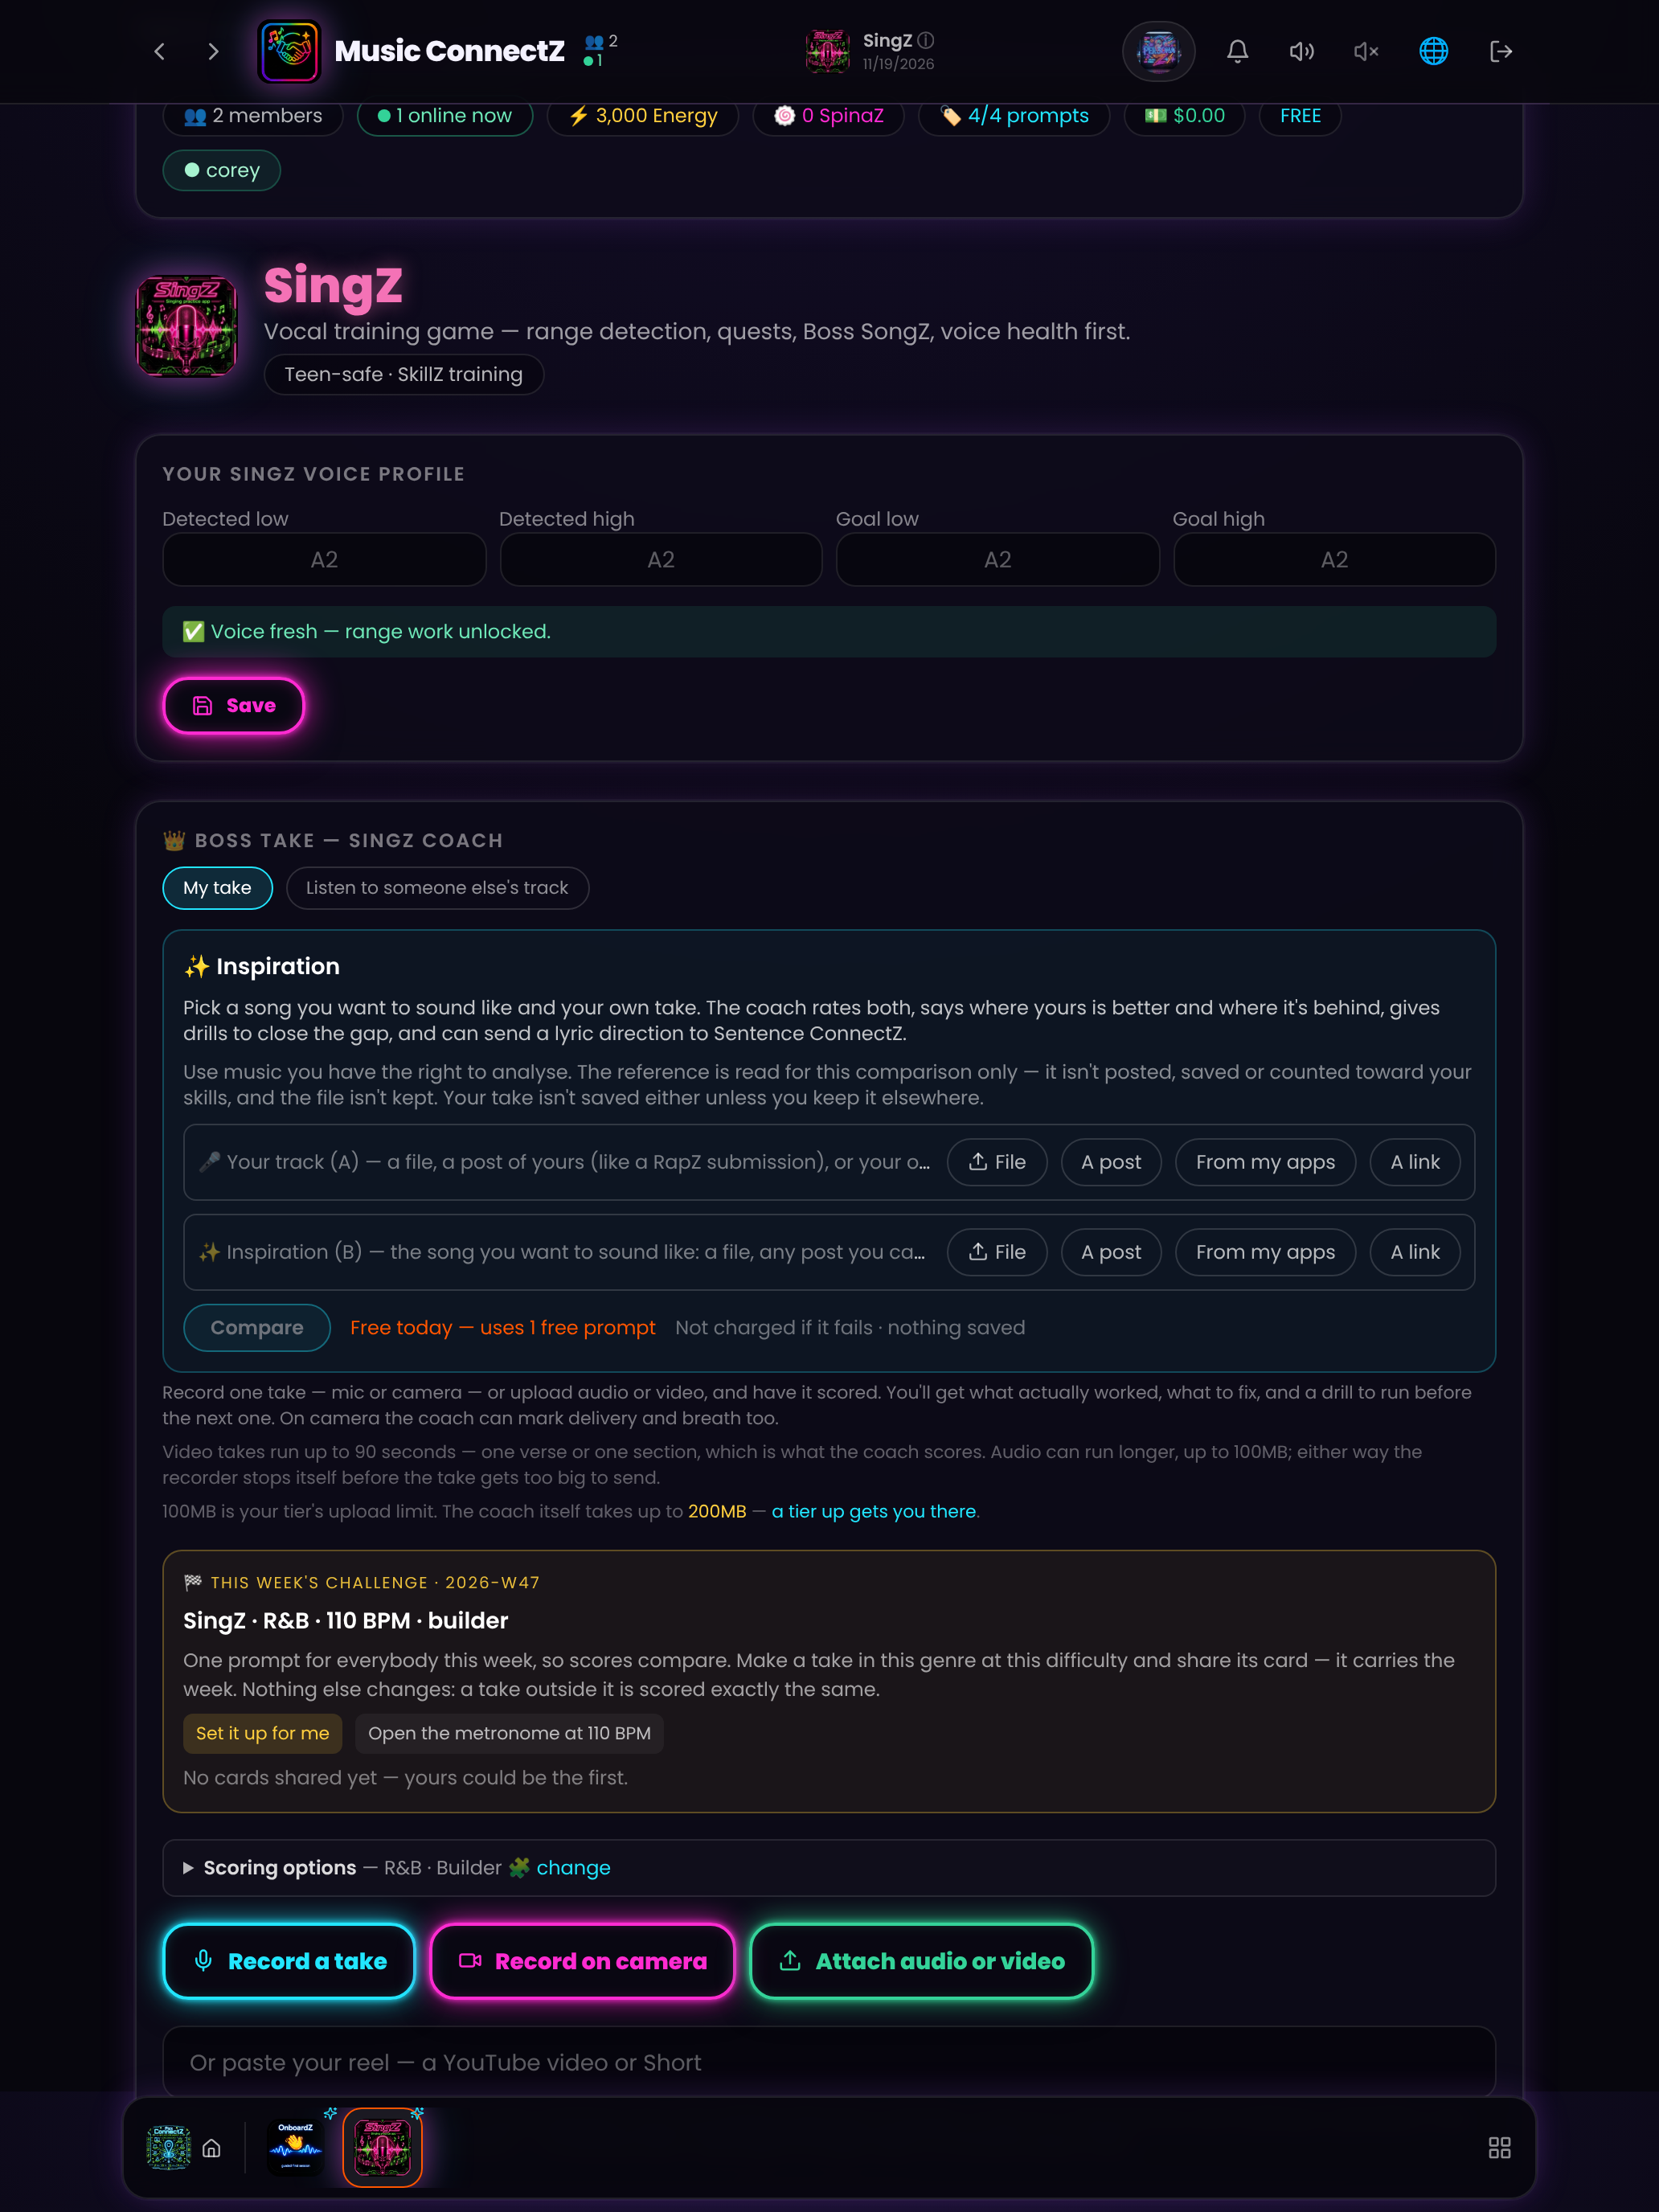 Music ConnectZ
👥 2
1
SingZ ⓘ
11/19/2026
👥 2 members
1 online now
⚡ 3,000 Energy
🍥 0 SpinaZ
🏷️ 4/4 prompts
💵 $0.00
FREE
corey
SingZ
Vocal training game — range detection, quests, Boss SongZ, voice health first.
Teen-safe · SkillZ training
YOUR SINGZ VOICE PROFILE
Detected low
Detected high
Goal low
Goal high
A2
A2
A2
A2
✅ Voice fresh — range work unlocked.
Save
👑 BOSS TAKE — SINGZ COACH
My take
Listen to someone else's track
✨ Inspiration
Pick a song you want to sound like and your own take. The coach rates both, says where yours is better and where it's behind, gives
drills to close the gap, and can send a lyric direction to Sentence ConnectZ.
Use music you have the right to analyse. The reference is read for this comparison only — it isn't posted, saved or counted toward your
skills, and the file isn't kept. Your take isn't saved either unless you keep it elsewhere.
🎤 Your track (A) — a file, a post of yours (like a RapZ submission), or your o...
File
A post
From my apps
A link
✨ Inspiration (B) — the song you want to sound like: a file, any post you ca...
File
A post
From my apps
A link
Compare
Free today — uses 1 free prompt
Not charged if it fails · nothing saved
Record one take — mic or camera — or upload audio or video, and have it scored. You'll get what actually worked, what to fix, and a drill to run before
the next one. On camera the coach can mark delivery and breath too.
Video takes run up to 90 seconds — one verse or one section, which is what the coach scores. Audio can run longer, up to 100MB; either way the
recorder stops itself before the take gets too big to send.
100MB is your tier's upload limit. The coach itself takes up to 200MB — a tier up gets you there.
🏁 THIS WEEK'S CHALLENGE · 2026-W47
SingZ · R&B · 110 BPM · builder
One prompt for everybody this week, so scores compare. Make a take in this genre at this difficulty and share its card — it carries the
week. Nothing else changes: a take outside it is scored exactly the same.
Set it up for me
Open the metronome at 110 BPM
No cards shared yet — yours could be the first.
▶ Scoring options — R&B · Builder 🧩 change
Record a take
Record on camera
Attach audio or video
Or paste your reel — a YouTube video or Short
OnboardZ
SingZ